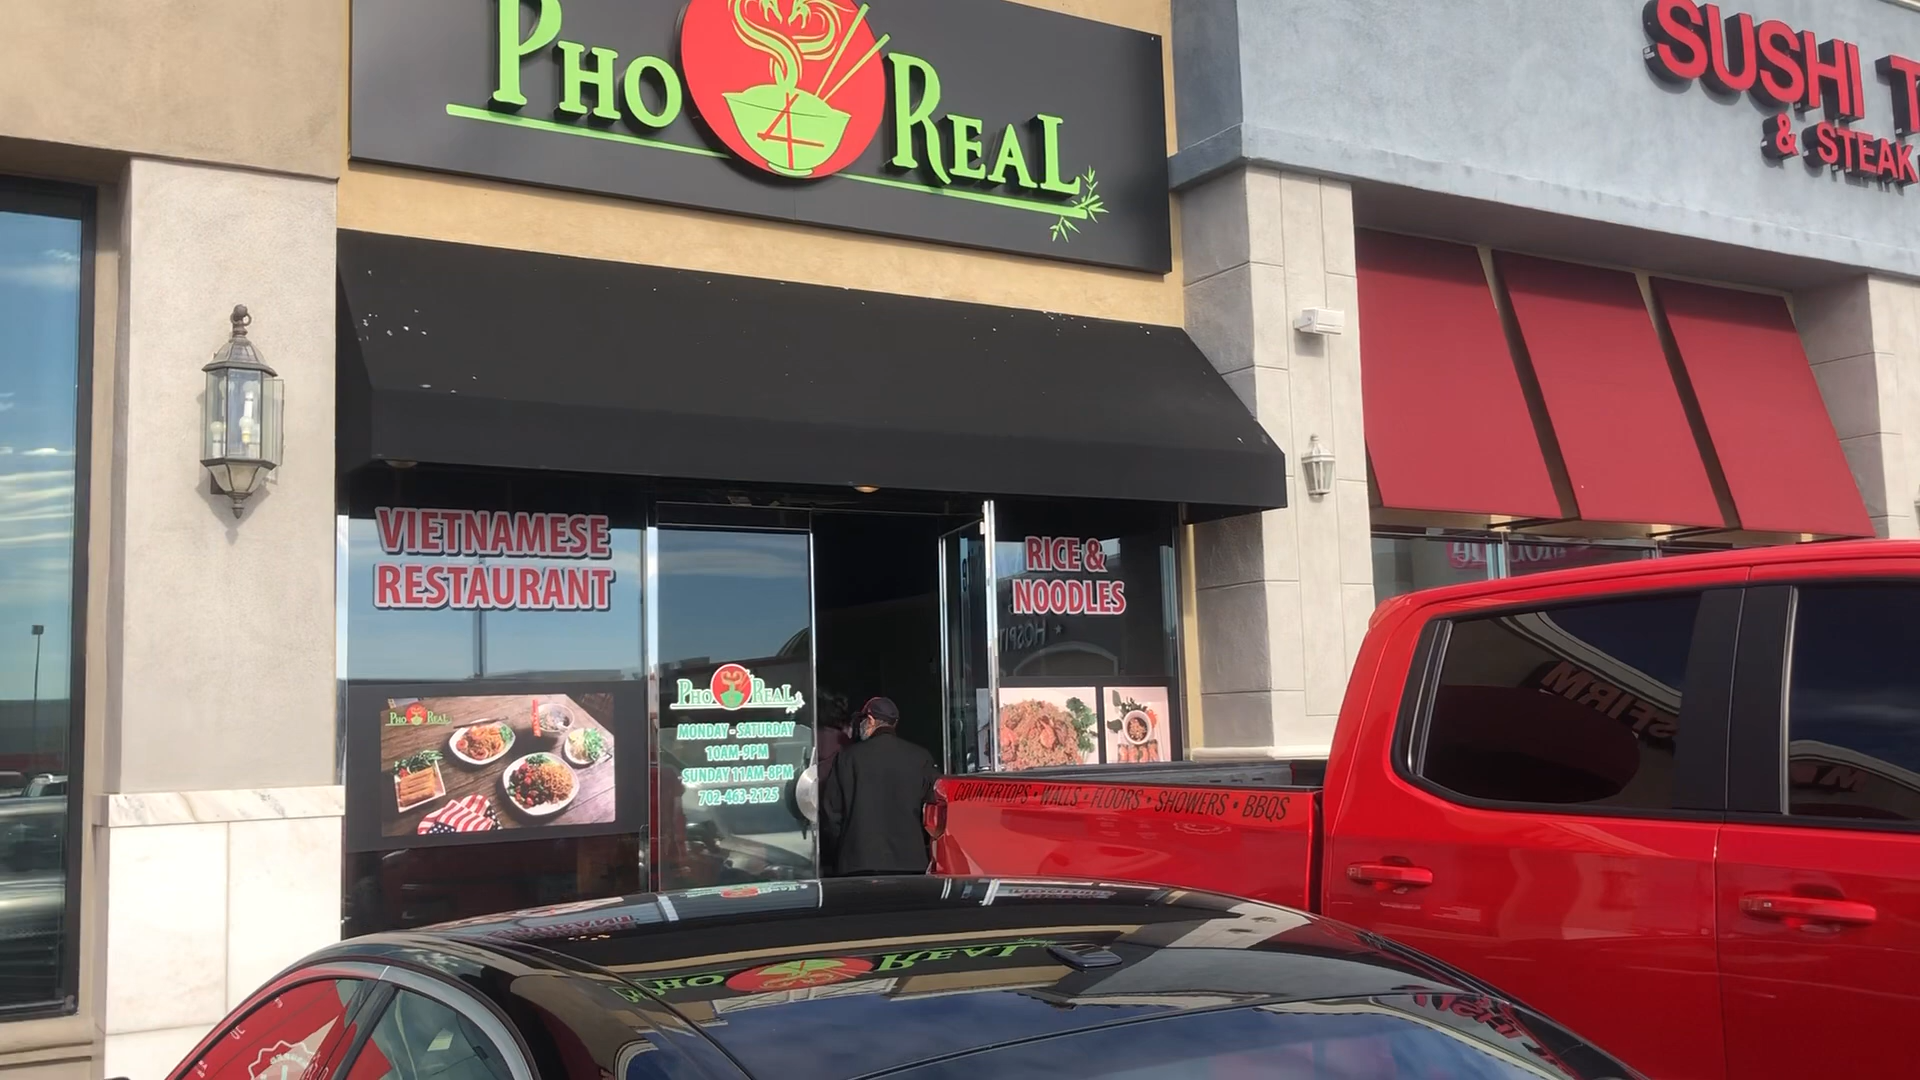 PHO 4 REAL
SUSHI
& STEAK
VIETNAMESE
RESTAURANT
RICE &
NOODLES
PHO REAL
PHO REAL
MONDAY - SATURDAY
10AM-9PM
SUNDAY 11AM-8PM
702-463-2125
COUNTERTOPS • WALLS • FLOORS • SHOWERS • BBQS